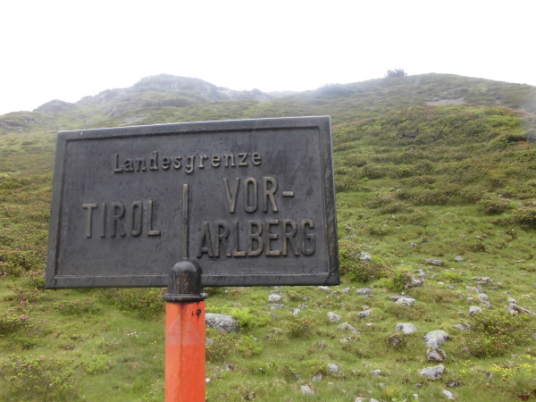 Landesgrenze
TIROL
VOR-
ARLBERG